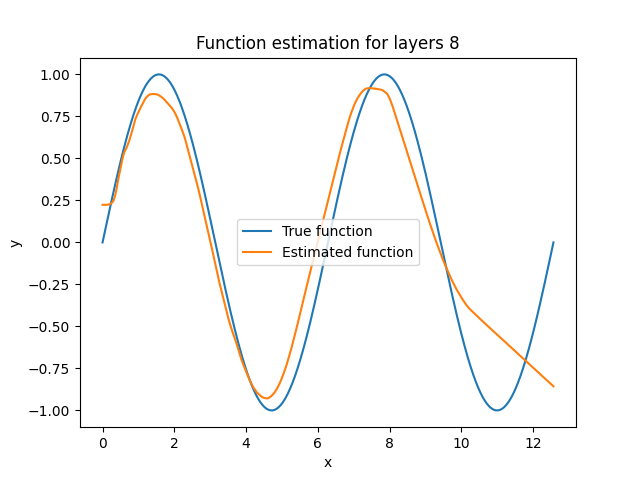 Function estimation for layers 8
1.00
0.75
0.50
0.25
0.00
−0.25
−0.50
−0.75
−1.00
y
True function
Estimated function
0 2 4 6 8 10 12
x